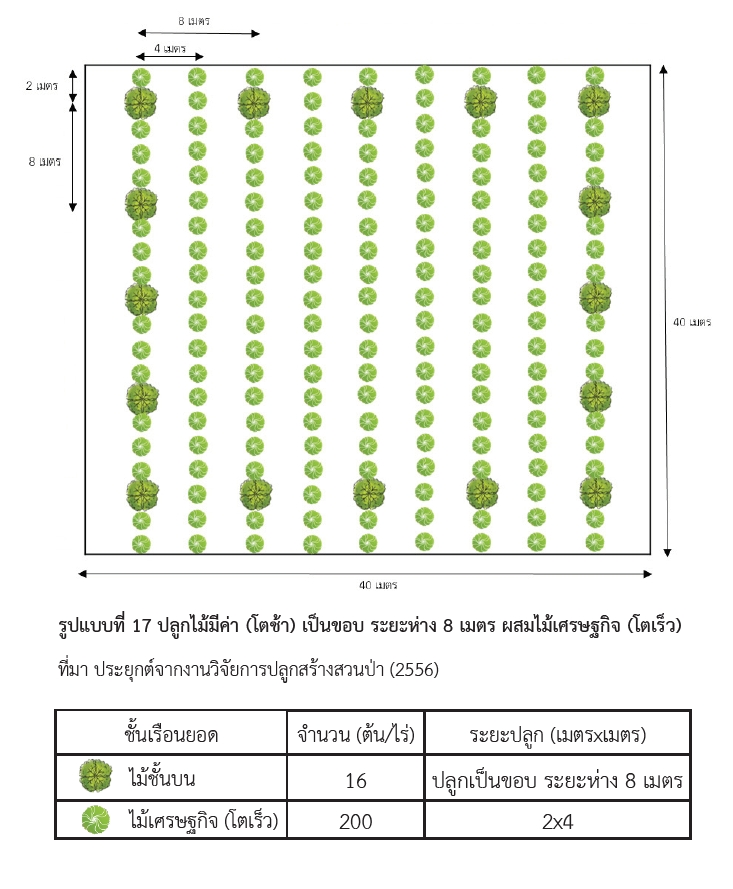 8 เมตร
4 เมตร
2 เมตร
8 เมตร
40 เมตร
40 เมตร
รูปแบบที่ 17 ปลูกไม้มีค่า (โตช้า) เป็นขอบ ระยะห่าง 8 เมตร ผสมไม้เศรษฐกิจ (โตเร็ว)
ที่มา ประยุกต์จากงานวิจัยการปลูกสร้างสวนป่า (2556)
ชั้นเรือนยอด จำนวน (ต้น/ไร่) ระยะปลูก (เมตรxเมตร)
ไม้ชั้นบน 16 ปลูกเป็นขอบ ระยะห่าง 8 เมตร
ไม้เศรษฐกิจ (โตเร็ว) 200 2x4